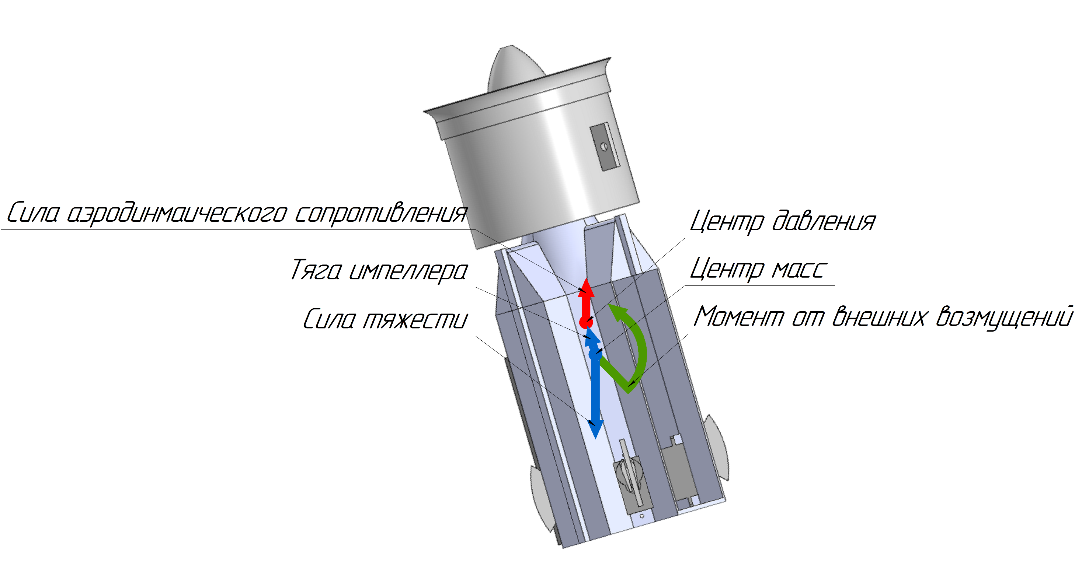 Сила аэродинмаического сопротивления
Тяга импеллера
Сила тяжести
Центр давления
Центр масс
Момент от внешних возмущений